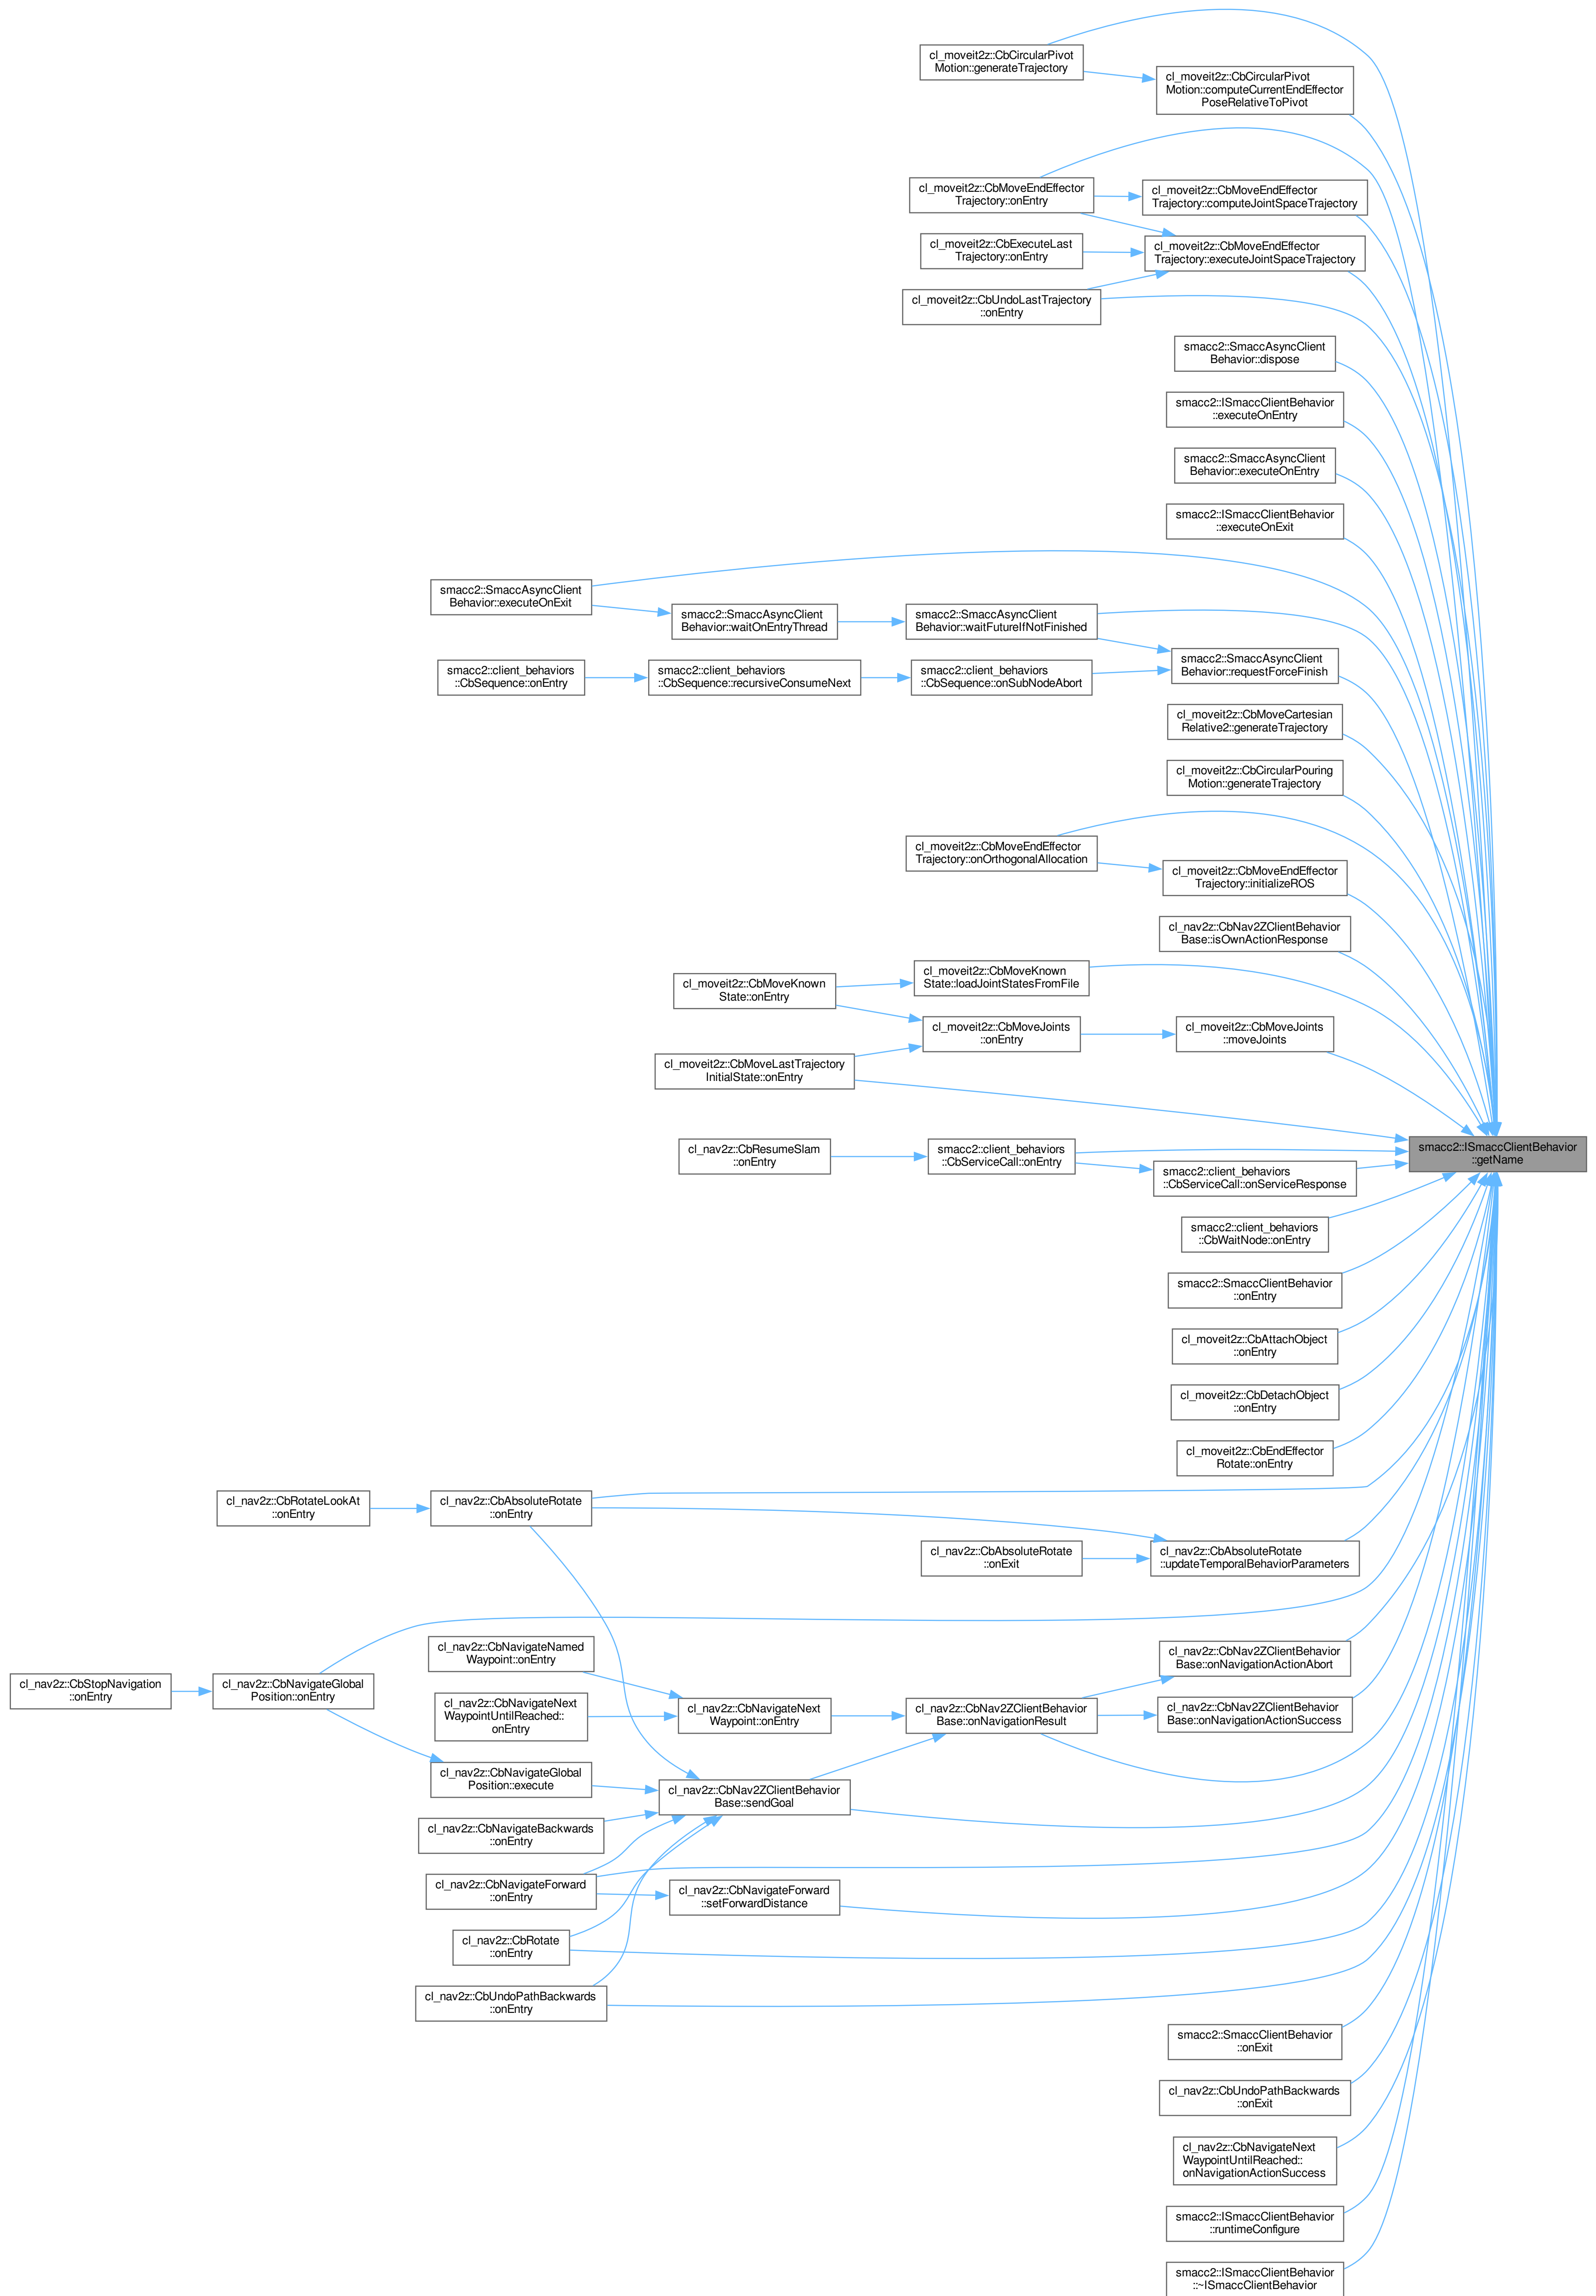 cl_moveit2z::CbCircularPivot
Motion::generateTrajectory
cl_moveit2z::CbCircularPivot
Motion::computeCurrentEndEffector
PoseRelativeToPivot
cl_moveit2z::CbMoveEndEffector
Trajectory::onEntry
cl_moveit2z::CbMoveEndEffector
Trajectory::computeJointSpaceTrajectory
cl_moveit2z::CbExecuteLast
Trajectory::onEntry
cl_moveit2z::CbMoveEndEffector
Trajectory::executeJointSpaceTrajectory
cl_moveit2z::CbUndoLastTrajectory
::onEntry
smacc2::SmaccAsyncClient
Behavior::dispose
smacc2::ISmaccClientBehavior
::executeOnEntry
smacc2::SmaccAsyncClient
Behavior::executeOnEntry
smacc2::ISmaccClientBehavior
::executeOnExit
smacc2::SmaccAsyncClient
Behavior::executeOnExit
smacc2::SmaccAsyncClient
Behavior::waitOnEntryThread
smacc2::SmaccAsyncClient
Behavior::waitFutureIfNotFinished
smacc2::SmaccAsyncClient
Behavior::requestForceFinish
smacc2::client_behaviors
::CbSequence::onEntry
smacc2::client_behaviors
::CbSequence::recursiveConsumeNext
smacc2::client_behaviors
::CbSequence::onSubNodeAbort
cl_moveit2z::CbMoveCartesian
Relative2::generateTrajectory
cl_moveit2z::CbCircularPouring
Motion::generateTrajectory
cl_moveit2z::CbMoveEndEffector
Trajectory::onOrthogonalAllocation
cl_moveit2z::CbMoveEndEffector
Trajectory::initializeROS
cl_nav2z::CbNav2ZClientBehavior
Base::isOwnActionResponse
cl_moveit2z::CbMoveKnown
State::onEntry
cl_moveit2z::CbMoveKnown
State::loadJointStatesFromFile
cl_moveit2z::CbMoveJoints
::onEntry
cl_moveit2z::CbMoveJoints
::moveJoints
cl_moveit2z::CbMoveLastTrajectory
InitialState::onEntry
smacc2::ISmaccClientBehavior
::getName
cl_nav2z::CbResumeSlam
::onEntry
smacc2::client_behaviors
::CbServiceCall::onEntry
smacc2::client_behaviors
::CbServiceCall::onServiceResponse
smacc2::client_behaviors
::CbWaitNode::onEntry
smacc2::SmaccClientBehavior
::onEntry
cl_moveit2z::CbAttachObject
::onEntry
cl_moveit2z::CbDetachObject
::onEntry
cl_moveit2z::CbEndEffector
Rotate::onEntry
cl_nav2z::CbRotateLookAt
::onEntry
cl_nav2z::CbAbsoluteRotate
::onEntry
cl_nav2z::CbAbsoluteRotate
::onExit
cl_nav2z::CbAbsoluteRotate
::updateTemporalBehaviorParameters
cl_nav2z::CbNavigateNamed
Waypoint::onEntry
cl_nav2z::CbNav2ZClientBehavior
Base::onNavigationActionAbort
cl_nav2z::CbStopNavigation
::onEntry
cl_nav2z::CbNavigateGlobal
Position::onEntry
cl_nav2z::CbNavigateNext
WaypointUntilReached::
onEntry
cl_nav2z::CbNavigateNext
Waypoint::onEntry
cl_nav2z::CbNav2ZClientBehavior
Base::onNavigationResult
cl_nav2z::CbNav2ZClientBehavior
Base::onNavigationActionSuccess
cl_nav2z::CbNavigateGlobal
Position::execute
cl_nav2z::CbNav2ZClientBehavior
Base::sendGoal
cl_nav2z::CbNavigateBackwards
::onEntry
cl_nav2z::CbNavigateForward
::onEntry
cl_nav2z::CbNavigateForward
::setForwardDistance
cl_nav2z::CbRotate
::onEntry
cl_nav2z::CbUndoPathBackwards
::onEntry
smacc2::SmaccClientBehavior
::onExit
cl_nav2z::CbUndoPathBackwards
::onExit
cl_nav2z::CbNavigateNext
WaypointUntilReached::
onNavigationActionSuccess
smacc2::ISmaccClientBehavior
::runtimeConfigure
smacc2::ISmaccClientBehavior
::~ISmaccClientBehavior